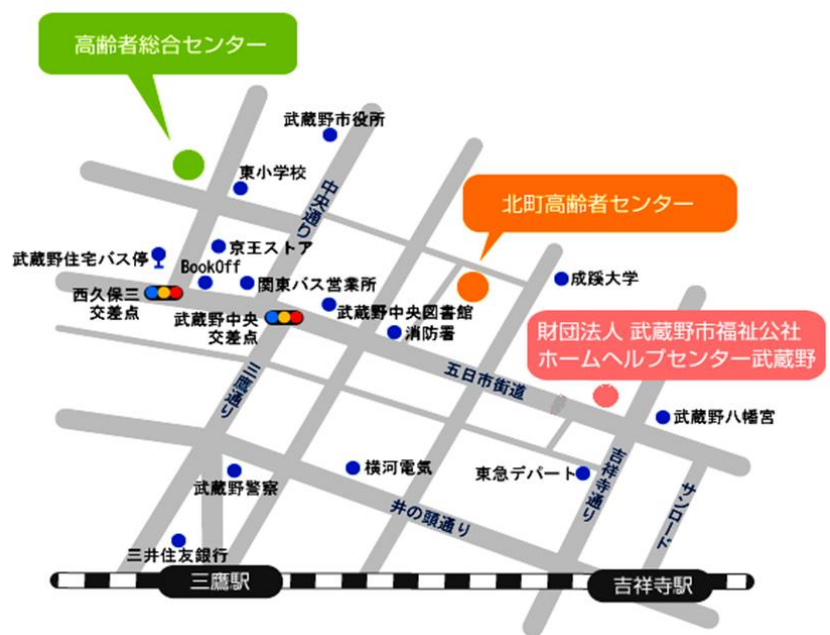 高齢者総合センター
武蔵野市役所
東小学校
中央通り
北町高齢者センター
武蔵野住宅バス停
京王ストア
BookOff
関東バス営業所
成蹊大学
西久保三
交差点
武蔵野中央
交差点
武蔵野中央図書館
消防署
財団法人 武蔵野市福祉公社
ホームヘルプセンター武蔵野
五日市街道
三鷹通り
武蔵野八幡宮
吉祥寺通り
武蔵野警察
横河電気
東急デパート
サンロード
井の頭通り
三井住友銀行
三鷹駅
吉祥寺駅